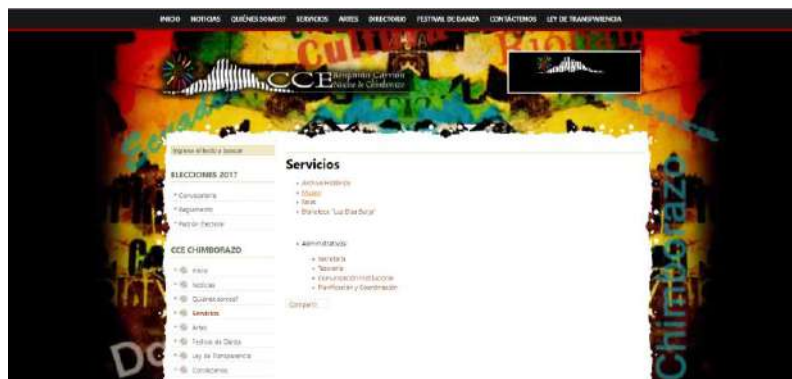 INICIO NOTICIAS QUIÉNES SOMOS? SERVICIOS ARTES DIRECTORIO FESTIVAL DE DANZA CONTÁCTENOS LEY DE TRANSPARENCIA
CCE Benjamín Carrión
Núcleo de Chimborazo
Ingrese el texto a buscar
Servicios
ELECCIONES 2017
Archivo Histórico
Museo
Convocatoria
Reglamento
Biblioteca "Luz Elisa Borja"
Padrón Electoral
Administrativos
CCE CHIMBORAZO
Secretaría
Tesorería
Inicio
Comunicación Institucional
Noticias
Planificación y Coordinación
Quiénes somos?
Compartir
Servicios
Artes
Festival de Danza
Ley de Transparencia
Contáctenos
Chimborazo